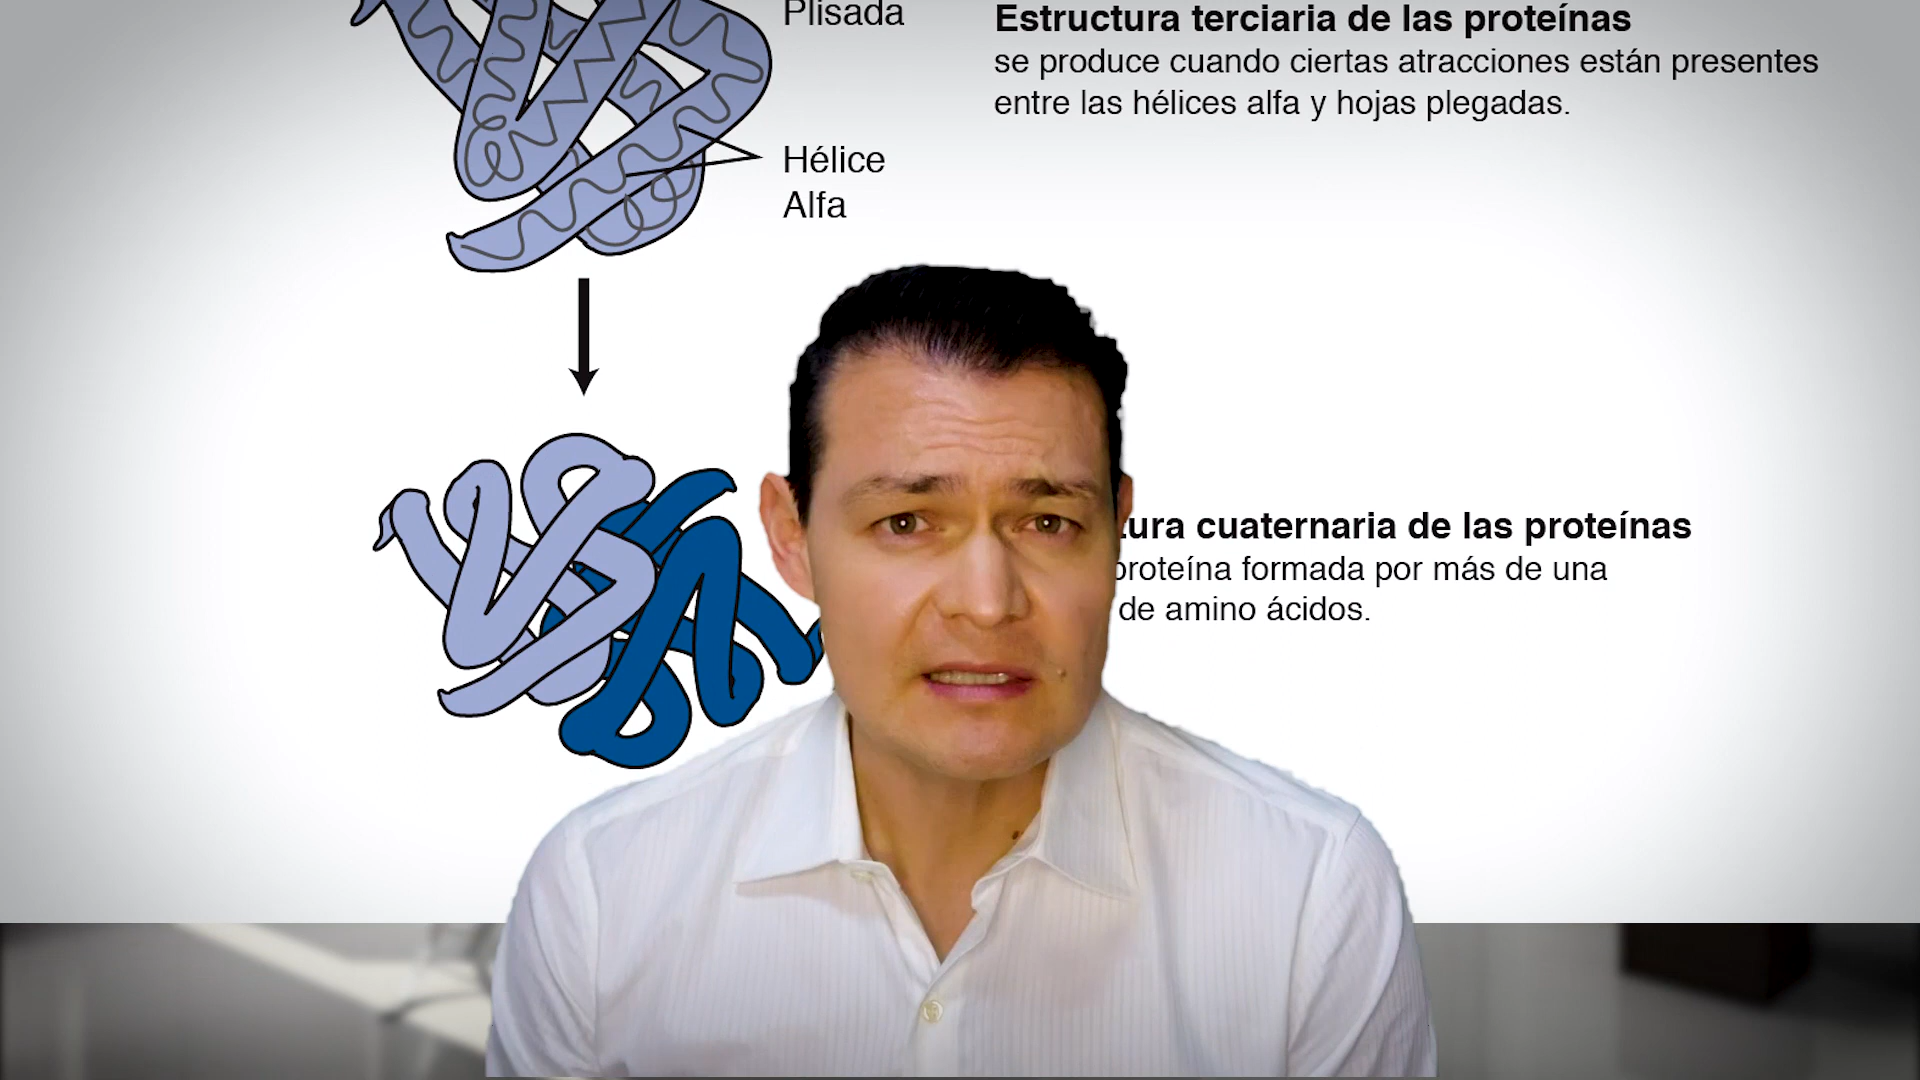 Plisada
Estructura terciaria de las proteínas
se produce cuando ciertas atracciones están presentes
entre las hélices alfa y hojas plegadas.
Hélice
Alfa
cuaternaria de las proteínas
proteína formada por más de una
de amino ácidos.